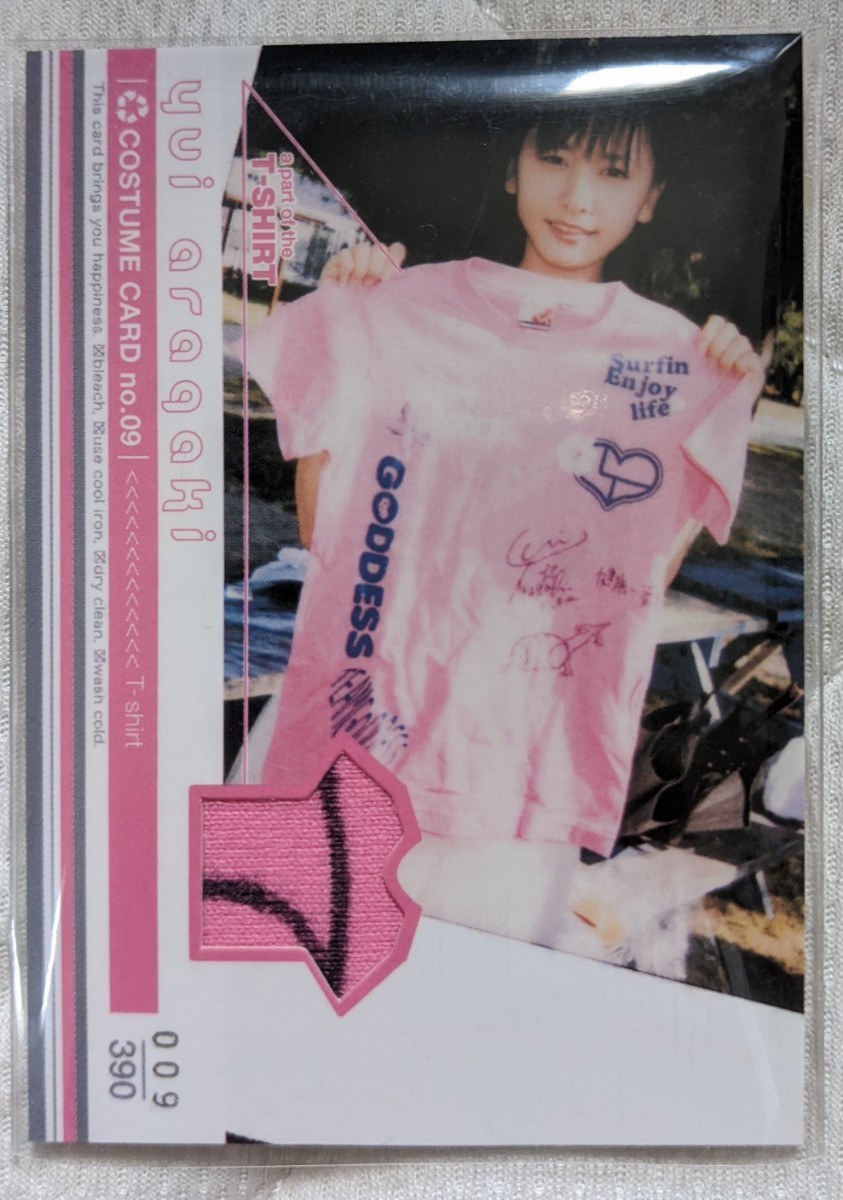 yui aragaki
COSTUME CARD no.09 <<<<<<<<<<<< T-shirt
This card brings you happiness. ☒bleach, ☒use cool iron, ☒dry clean, ☒wash cold.
009
390
a part of the
T-SHIRT
Surfin
Enjoy
life
GODDESS